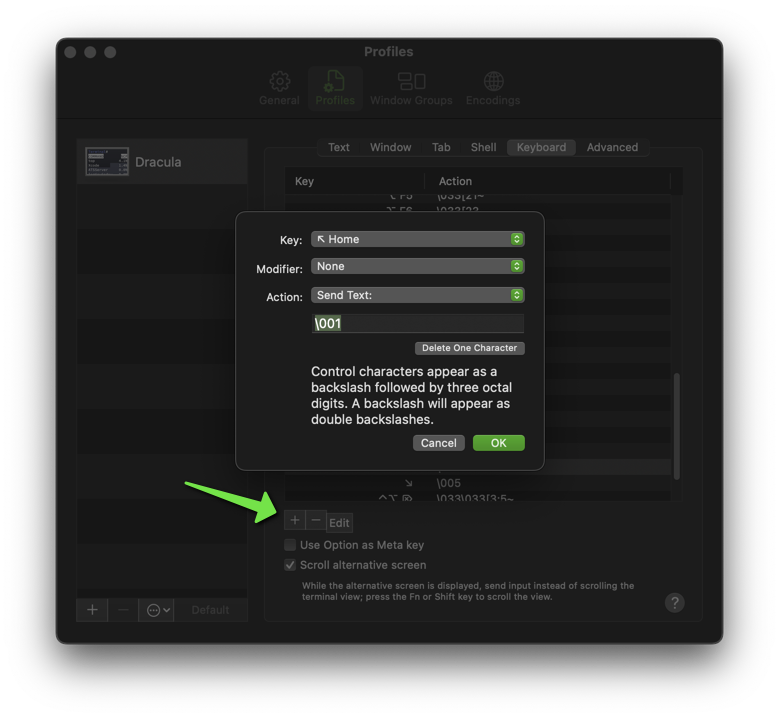 Profiles
General Profiles Window Groups Encodings
Dracula
Text Window Tab Shell Keyboard Advanced
Key Action
Key: ↖ Home
Modifier: None
Action: Send Text:
\001
Delete One Character
Control characters appear as a
backslash followed by three octal
digits. A backslash will appear as
double backslashes.
Cancel OK
↘ \005
^⌥⌦ \033\033[3;5~
+ − Edit
Use Option as Meta key
Scroll alternative screen
While the alternative screen is displayed, send input instead of scrolling the
terminal view; press the Fn or Shift key to scroll the view.
+ − Default
?